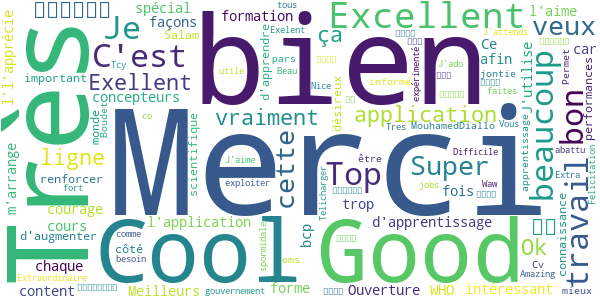 spécial
façons
formation
tous
Excellent
l'aime
Je
Salam
Exelent
ça
J'attends
C'est
d'apprendre
veux
Ce
car
afin
l'l'apprécie
Très
bien
important
Tcy
pars
Beau
J'ado
jontie
Exellent
utile
Nice
informé
expérimenté
J'utilise
Permet
performances
concepteurs
désireux
faites
beaucoup
bon
monde
Boudei
vraiment
application
co
Merci
Tres
MouhamedDiallo
Vous
apprentissage
abattu
Félicitation
ligne
scientifique
cette
Difficile
m'arrange
J'aime
Top
être
Super
Waw
Extra
renforcer
fort
exploiter
Télécharger
jobs
fois
travail
connaissance
courage
trop
cours
l'application
d'apprentissage
d'augmenter
Cool
bcp
Good
comme
spormidale
Ok
chaque
côté
besoin
oms
Cv
Extraordinaire
Amazing
content
Meilleurs
gouvernement
forme
Ouverture
WHO
intéressant
mieux